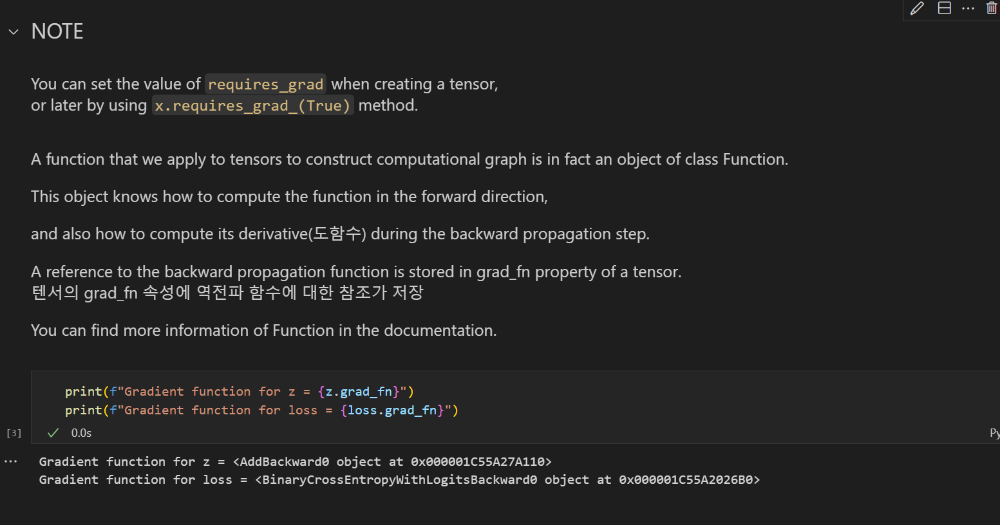 NOTE
You can set the value of requires_grad when creating a tensor,
or later by using x.requires_grad_(True) method.
A function that we apply to tensors to construct computational graph is in fact an object of class Function.
This object knows how to compute the function in the forward direction,
and also how to compute its derivative(도함수) during the backward propagation step.
A reference to the backward propagation function is stored in grad_fn property of a tensor.
텐서의 grad_fn 속성에 역전파 함수에 대한 참조가 저장
You can find more information of Function in the documentation.
print(f"Gradient function for z = {z.grad_fn}")
print(f"Gradient function for loss = {loss.grad_fn}")
[3] 0.0s Py
Gradient function for z = <AddBackward0 object at 0x000001C55A27A110>
Gradient function for loss = <BinaryCrossEntropyWithLogitsBackward0 object at 0x000001C55A2026B0>